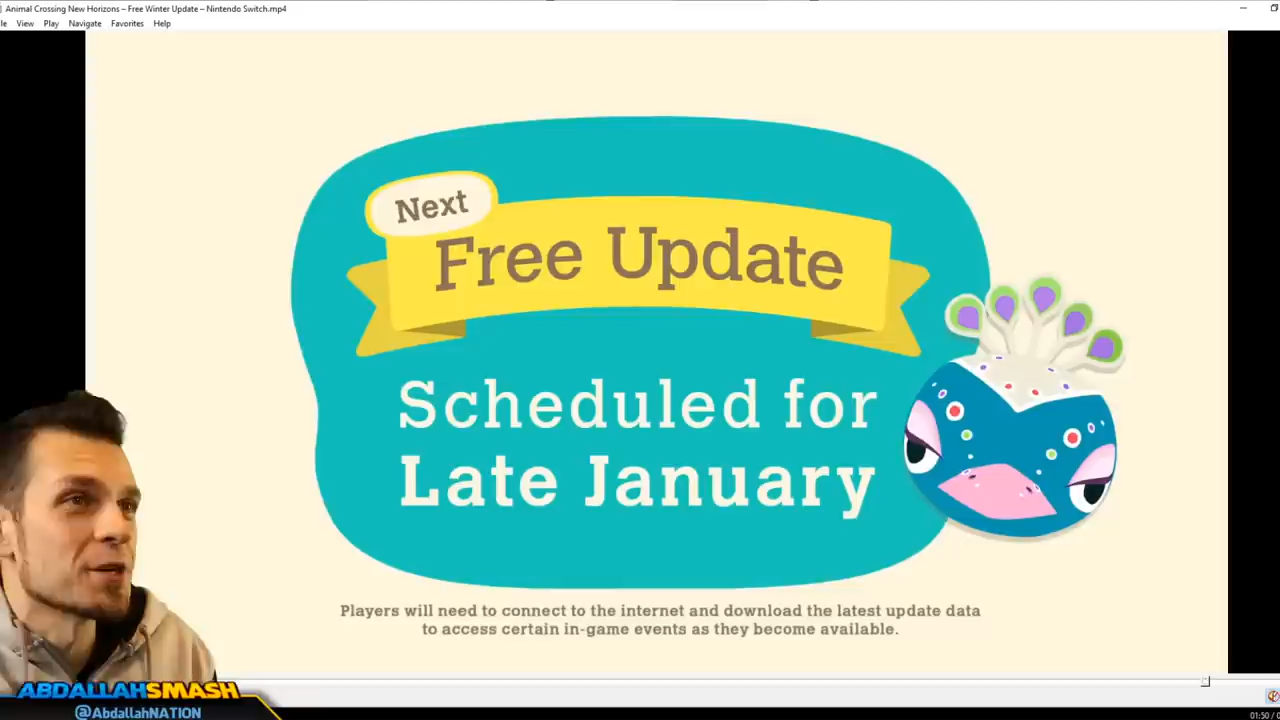 Animal Crossing New Horizons – Free Winter Update – Nintendo Switch.mp4
View Play Navigate Favorites Help
Next
Free Update
Scheduled for
Late January
Players will need to connect to the internet and download the latest update data
to access certain in-game events as they become available.
ABDALLAHSMASH
@AbdallahNATION
01:50